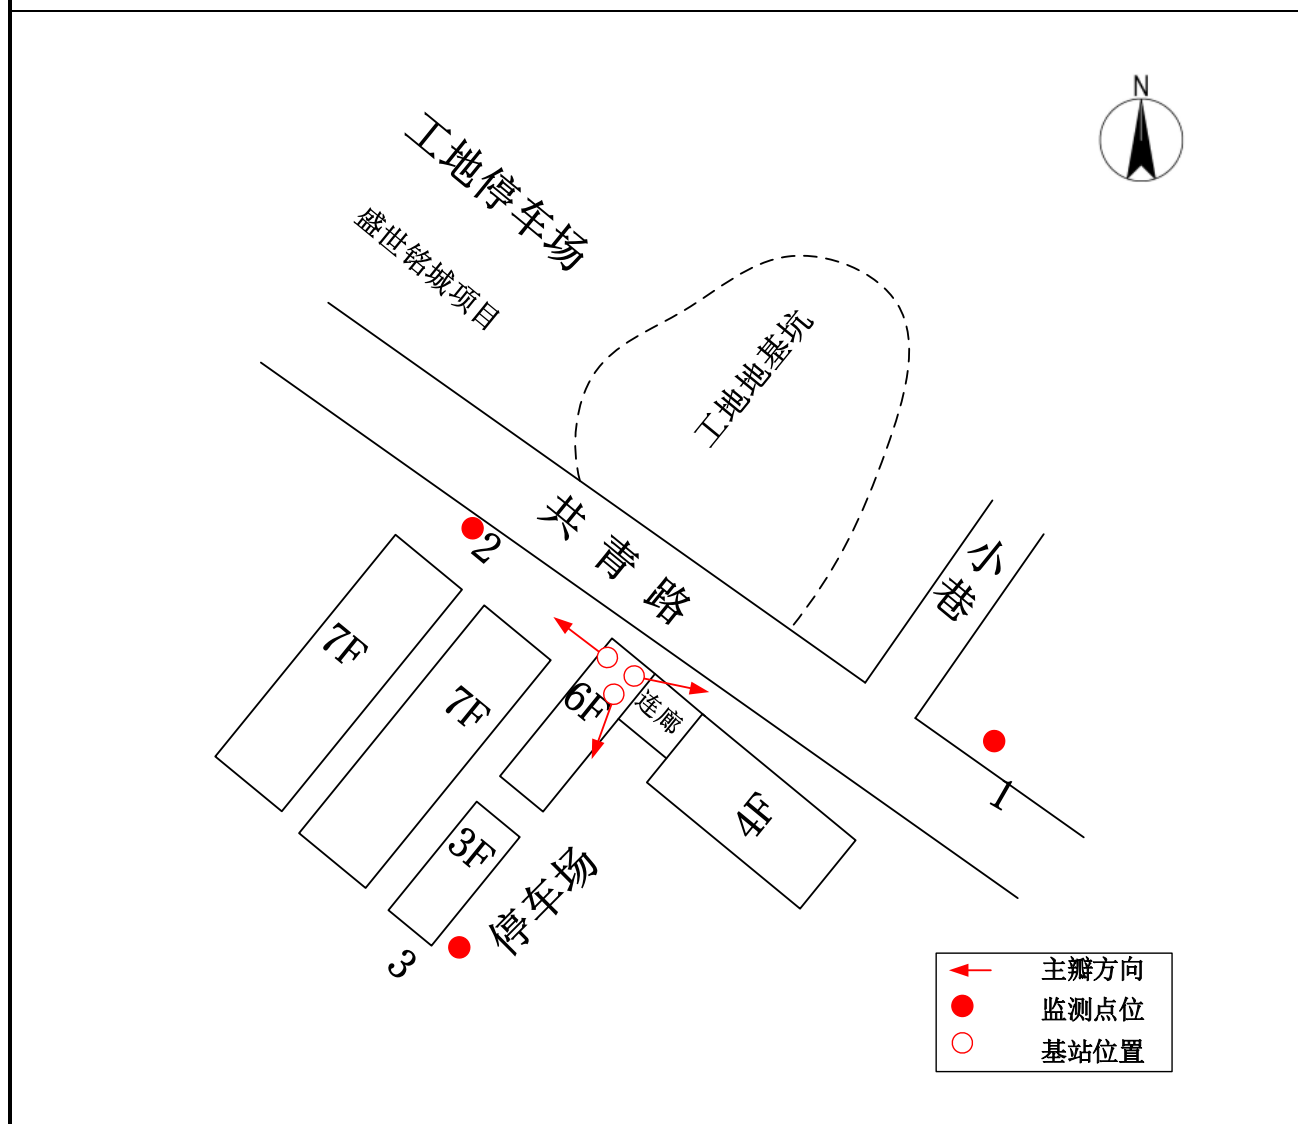 N
工地停车场
盛世铭城项目
工地地基坑
共青路
小巷
2
7F
7F
6F
连廊
1
4F
3F
停车场
3
主瓣方向
监测点位
基站位置